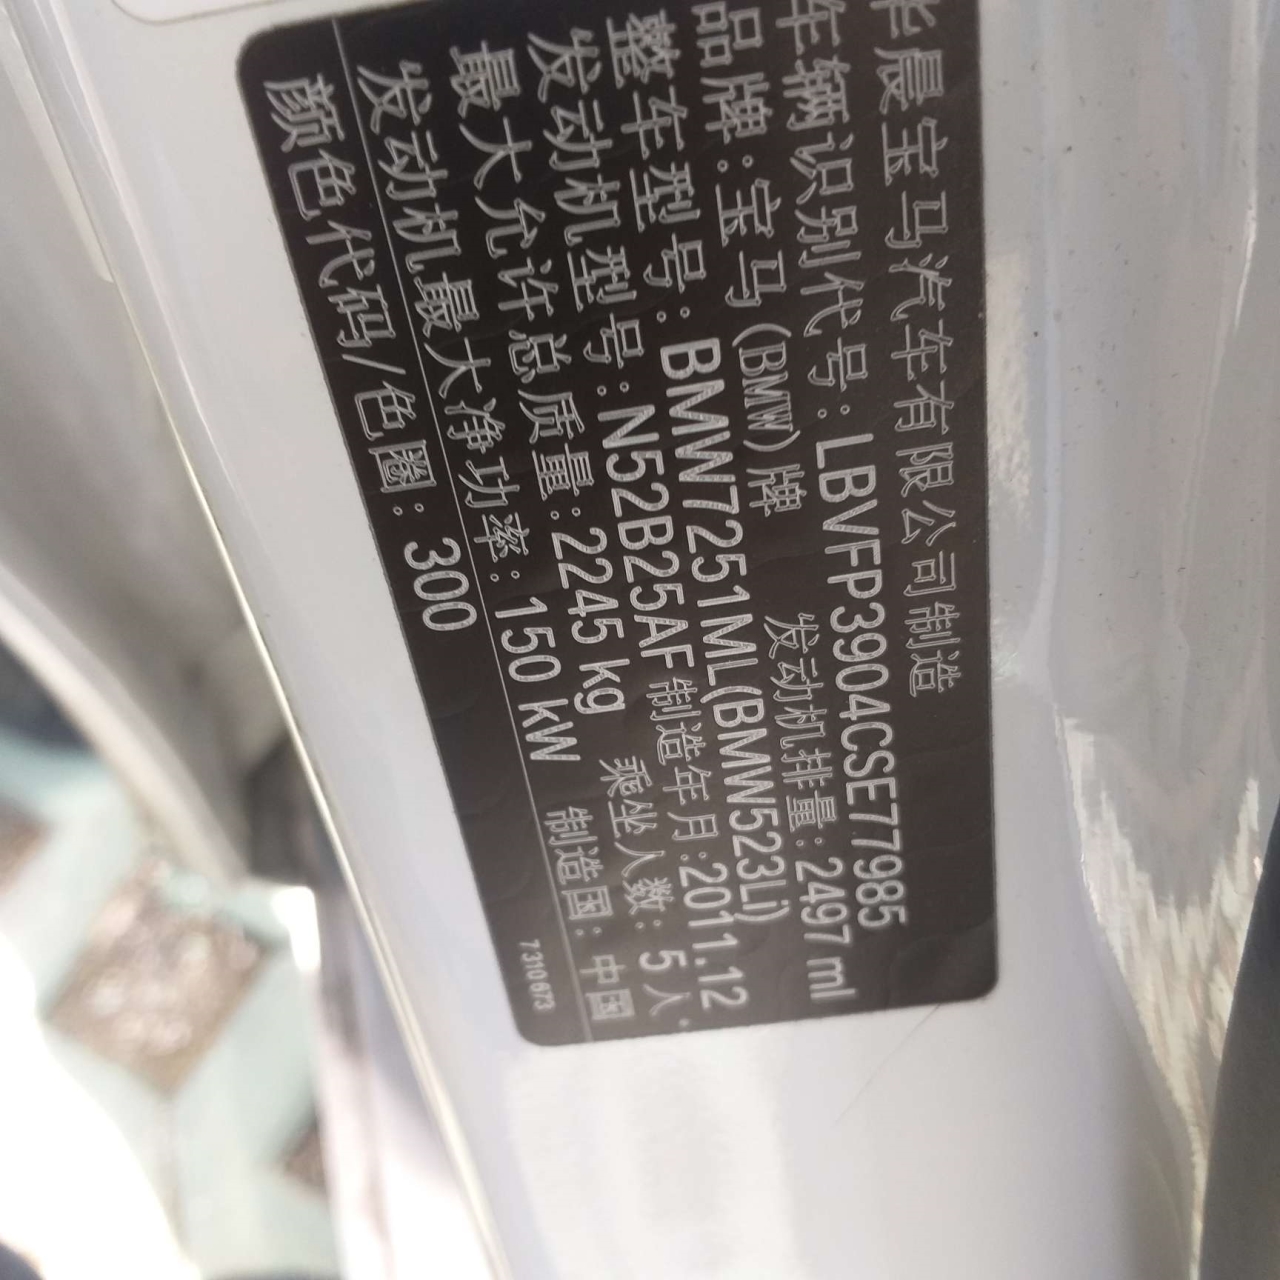 华晨宝马汽车有限公司制造
车辆识别代号:LBVFP3904CSE77985
品牌:宝马(BMW)牌 发动机排量:2497 ml
整车型号:BMW7251ML(BMW523Li)
发动机型号:N52B25AF 制造年月:2011.12
最大允许总质量:2245 kg 乘坐人数:5人.
发动机最大净功率:150 kW 制造国:中国
颜色代码/色圈:300 7 310 673